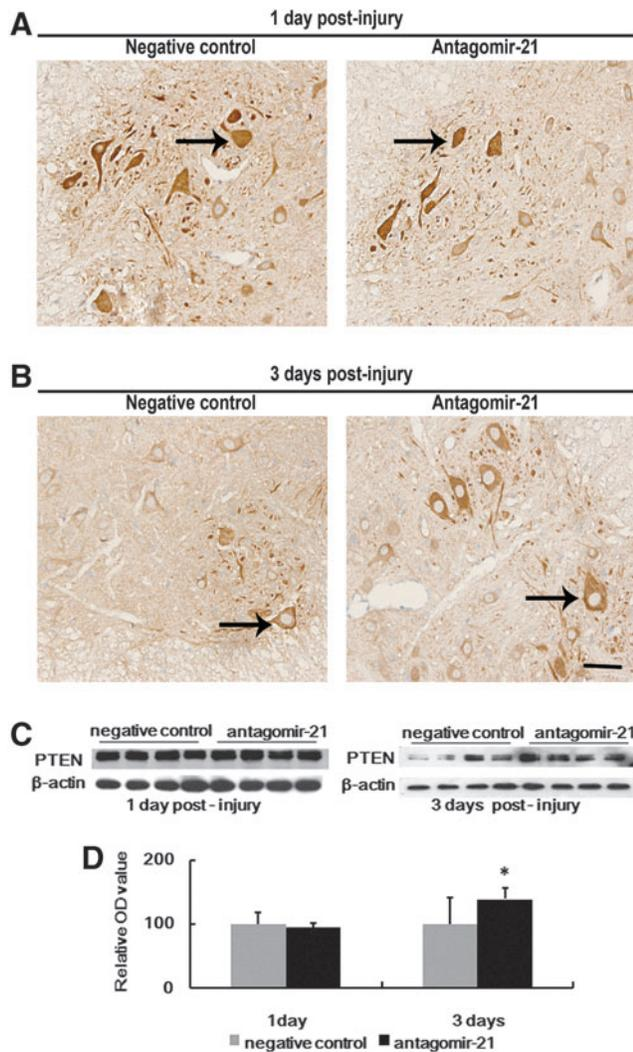 A
1 day post-injury
Negative control Antagomir-21
B
3 days post-injury
Negative control Antagomir-21
C
negative control antagomir-21
PTEN
β-actin
1 day post-injury
negative control antagomir-21
PTEN
β-actin
3 days post-injury
D
Relative OD value
200
100
0
*
1day 3 days
negative control antagomir-21